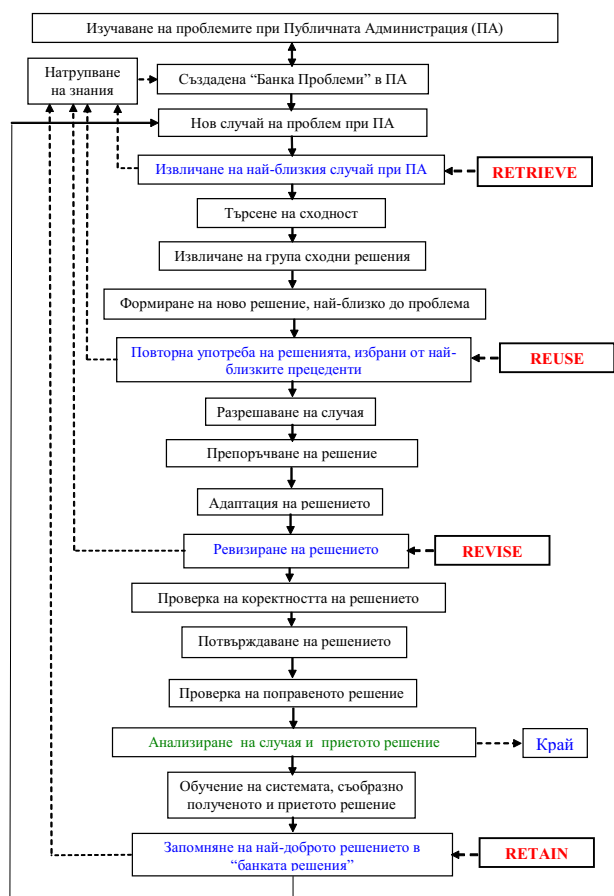 Изучаване на проблемите при Публичната Администрация (ПА)
Натрупване
на знания
Създадена “Банка Проблеми” в ПА
Нов случай на проблем при ПА
Извличане на най-близкия случай при ПА
RETRIEVE
Търсене на сходност
Извличане на група сходни решения
Формиране на ново решение, най-близко до проблема
Повторна употреба на решенията, избрани от най-
близките прецеденти
REUSE
Разрешаване на случая
Препоръчване на решение
Адаптация на решението
Ревизиране на решението
REVISE
Проверка на коректността на решението
Потвърждаване на решението
Проверка на поправеното решение
Анализиране на случая и приетото решение
Край
Обучение на системата, съобразно
полученото и приетото решение
Запомняне на най-доброто решението в
“банката решения”
RETAIN